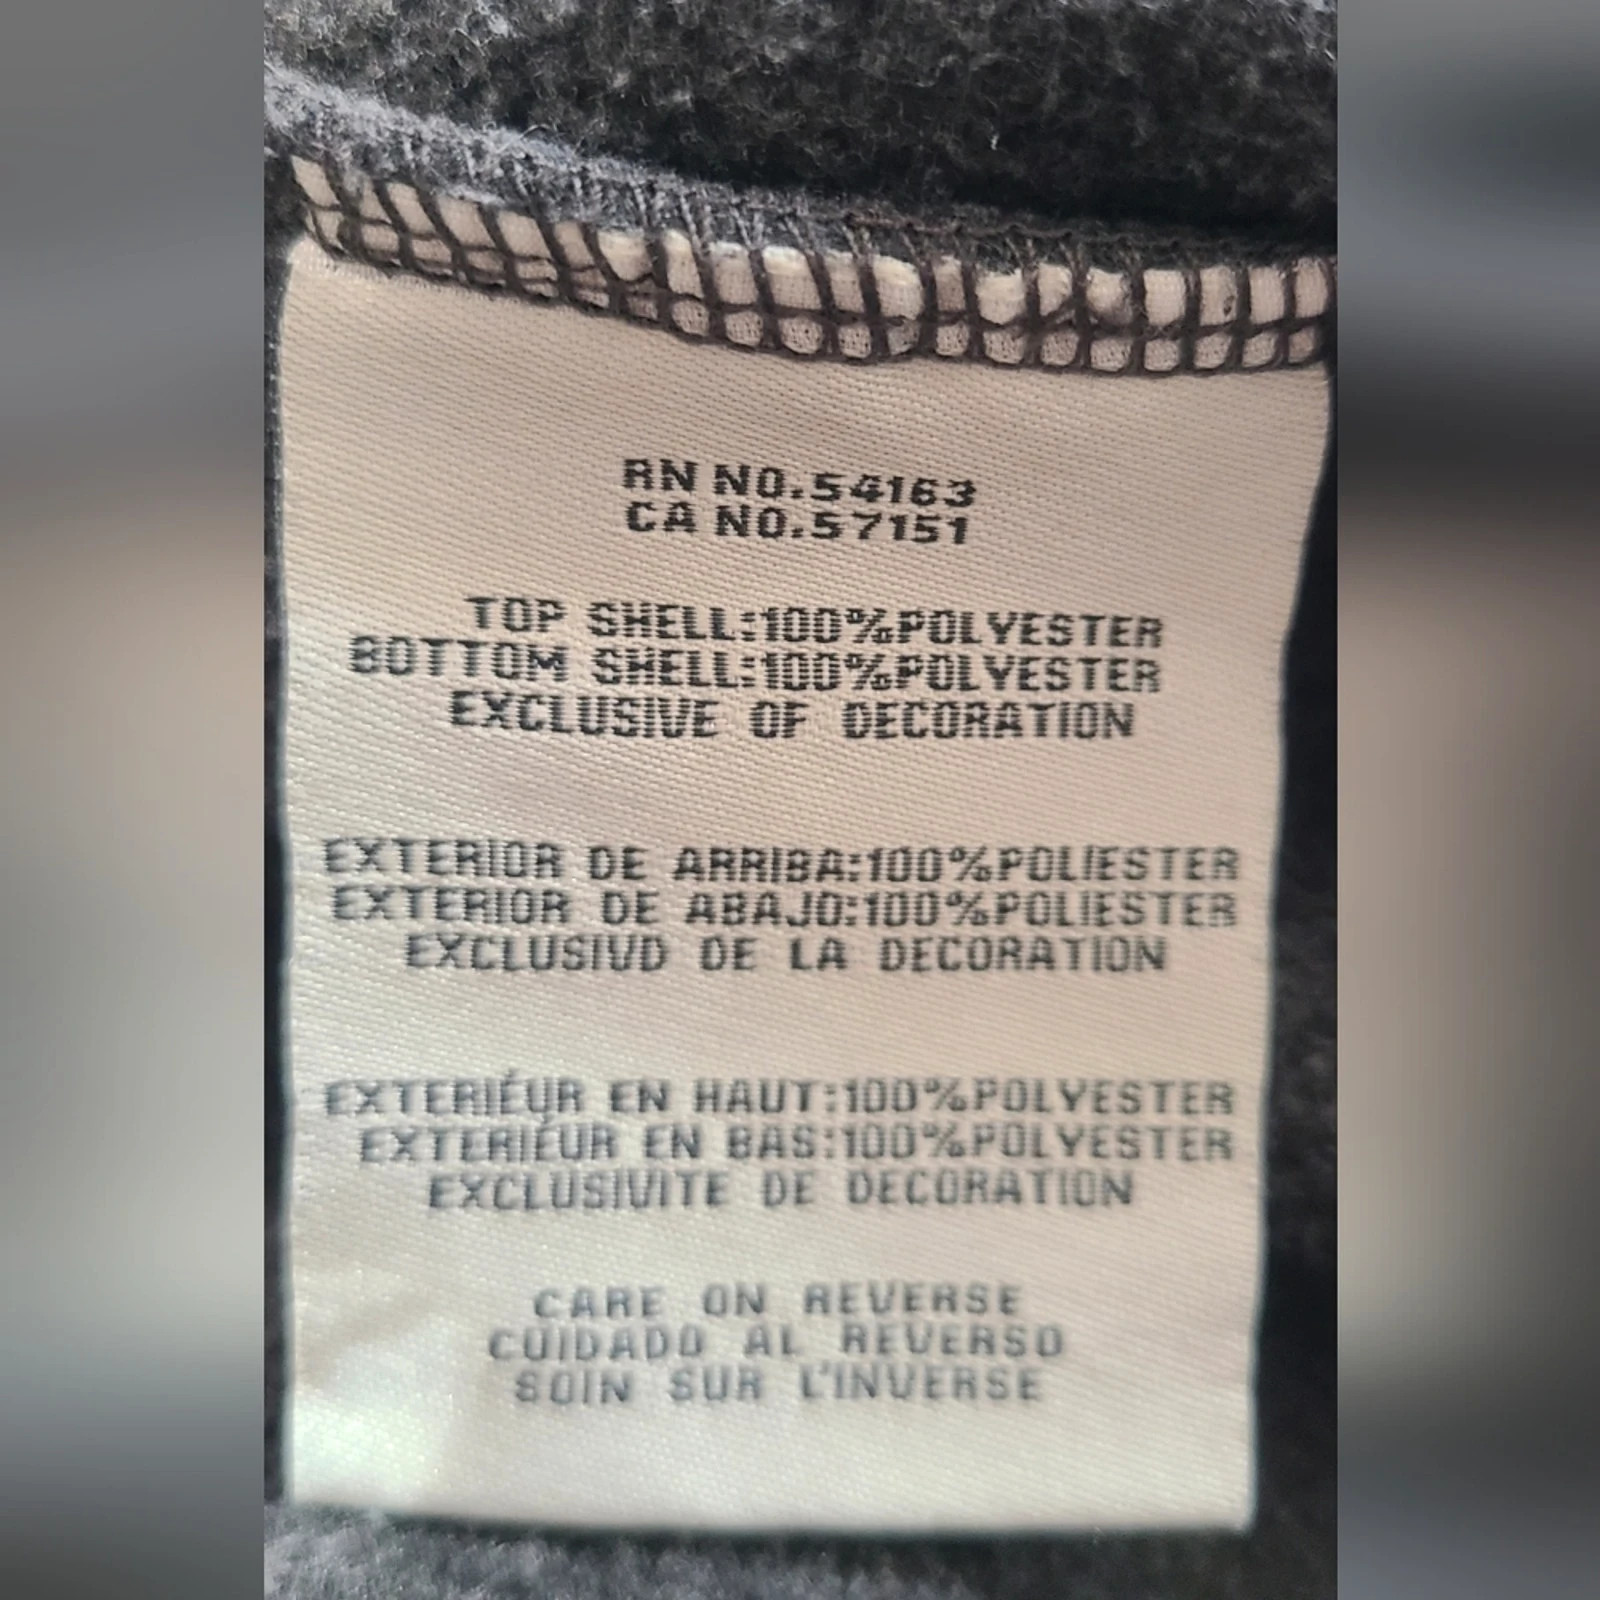 RN NO.54163
CA NO.57151
TOP SHELL:100%POLYESTER
BOTTOM SHELL:100%POLYESTER
EXCLUSIVE OF DECORATION
EXTERIOR DE ARRIBA:100%POLIESTER
EXTERIOR DE ABAJO:100%POLIESTER
EXCLUSIVD DE LA DECORATION
EXTERIÉUR EN HAUT:100%POLYESTER
EXTERIÉUR EN BAS:100%POLYESTER
EXCLUSIVITE DE DECORATION
CARE ON REVERSE
CUIDADO AL REVERSO
SOIN SUR L'INVERSE